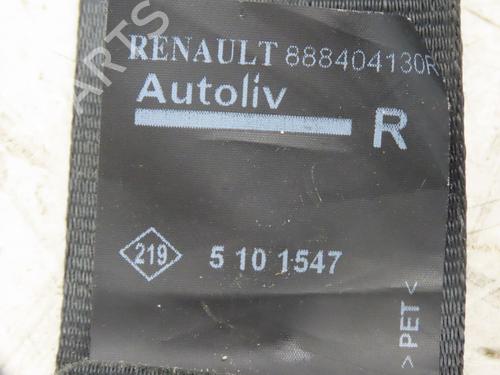 RENAULT 888404130R
Autoliv
R
219 5 10 1547
> PET <